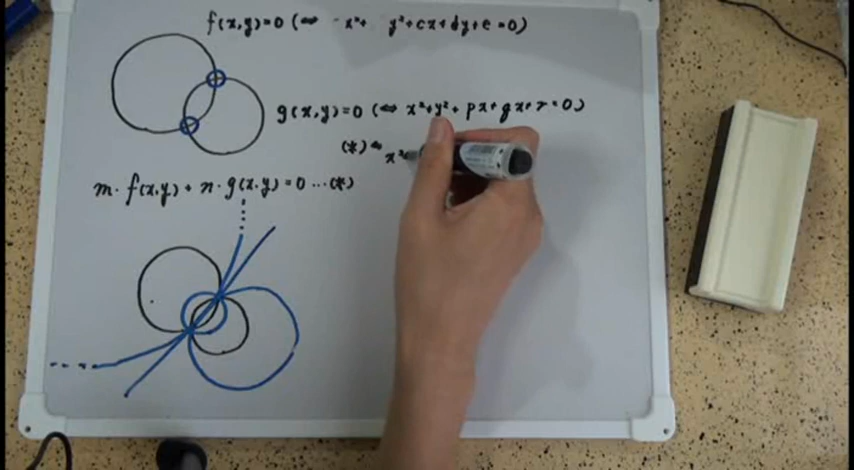 f(x,y)=0 (⇔ x²+ y²+cx+dy+e=0)
g(x,y)=0 (⇔ x²+y²+px+qx+r=0)
(*)⇔
x²
m·f(x,y)+n·g(x,y)=0 ...(*)